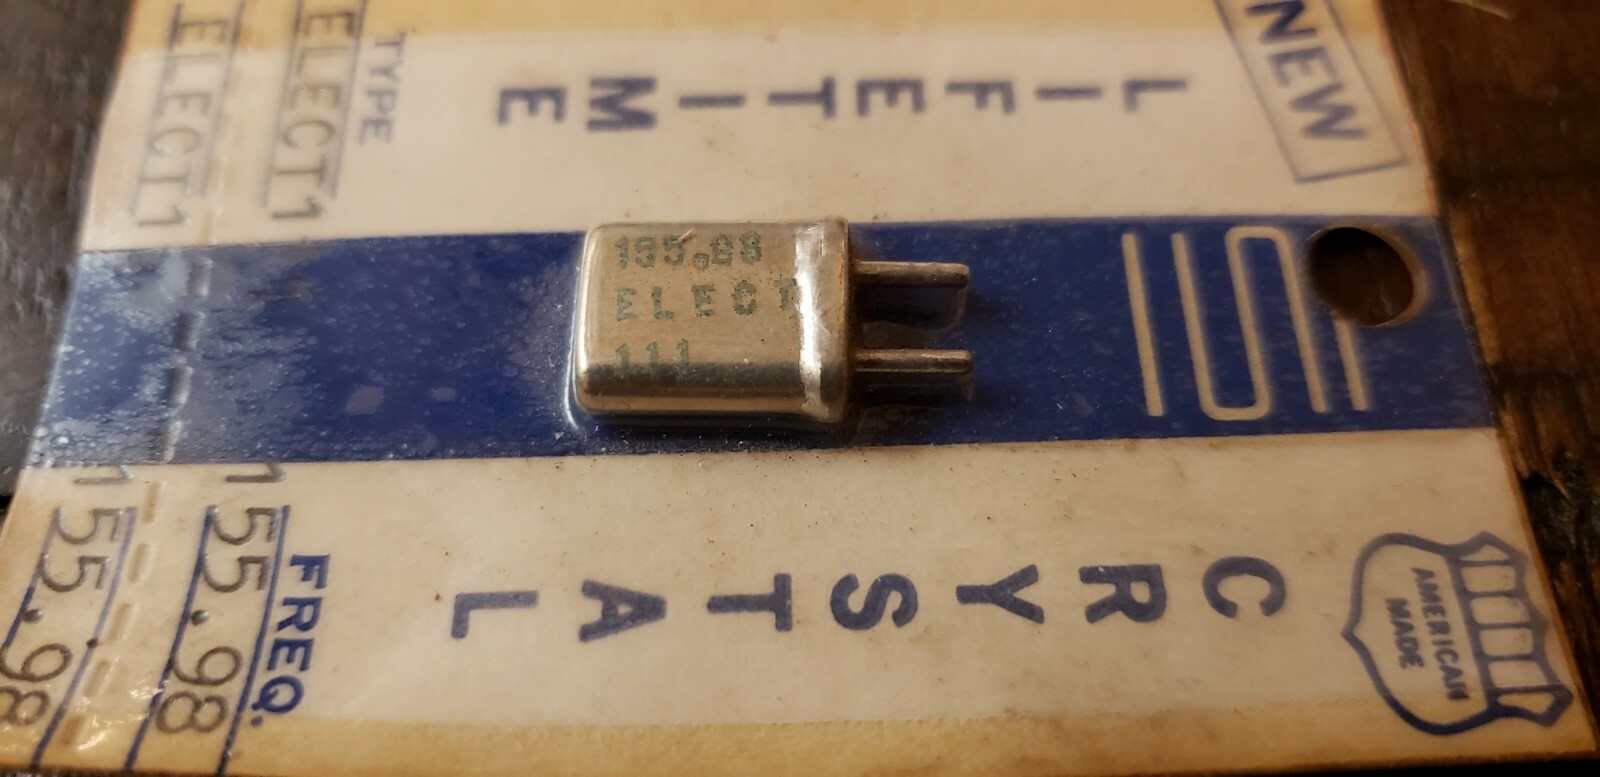 NEW
LIFETIME
CRYSTAL
AMERICAN
MADE
155.98
ELECT
111
TYPE
ELECT1
FREQ.
155.98
ELECT1
155.98